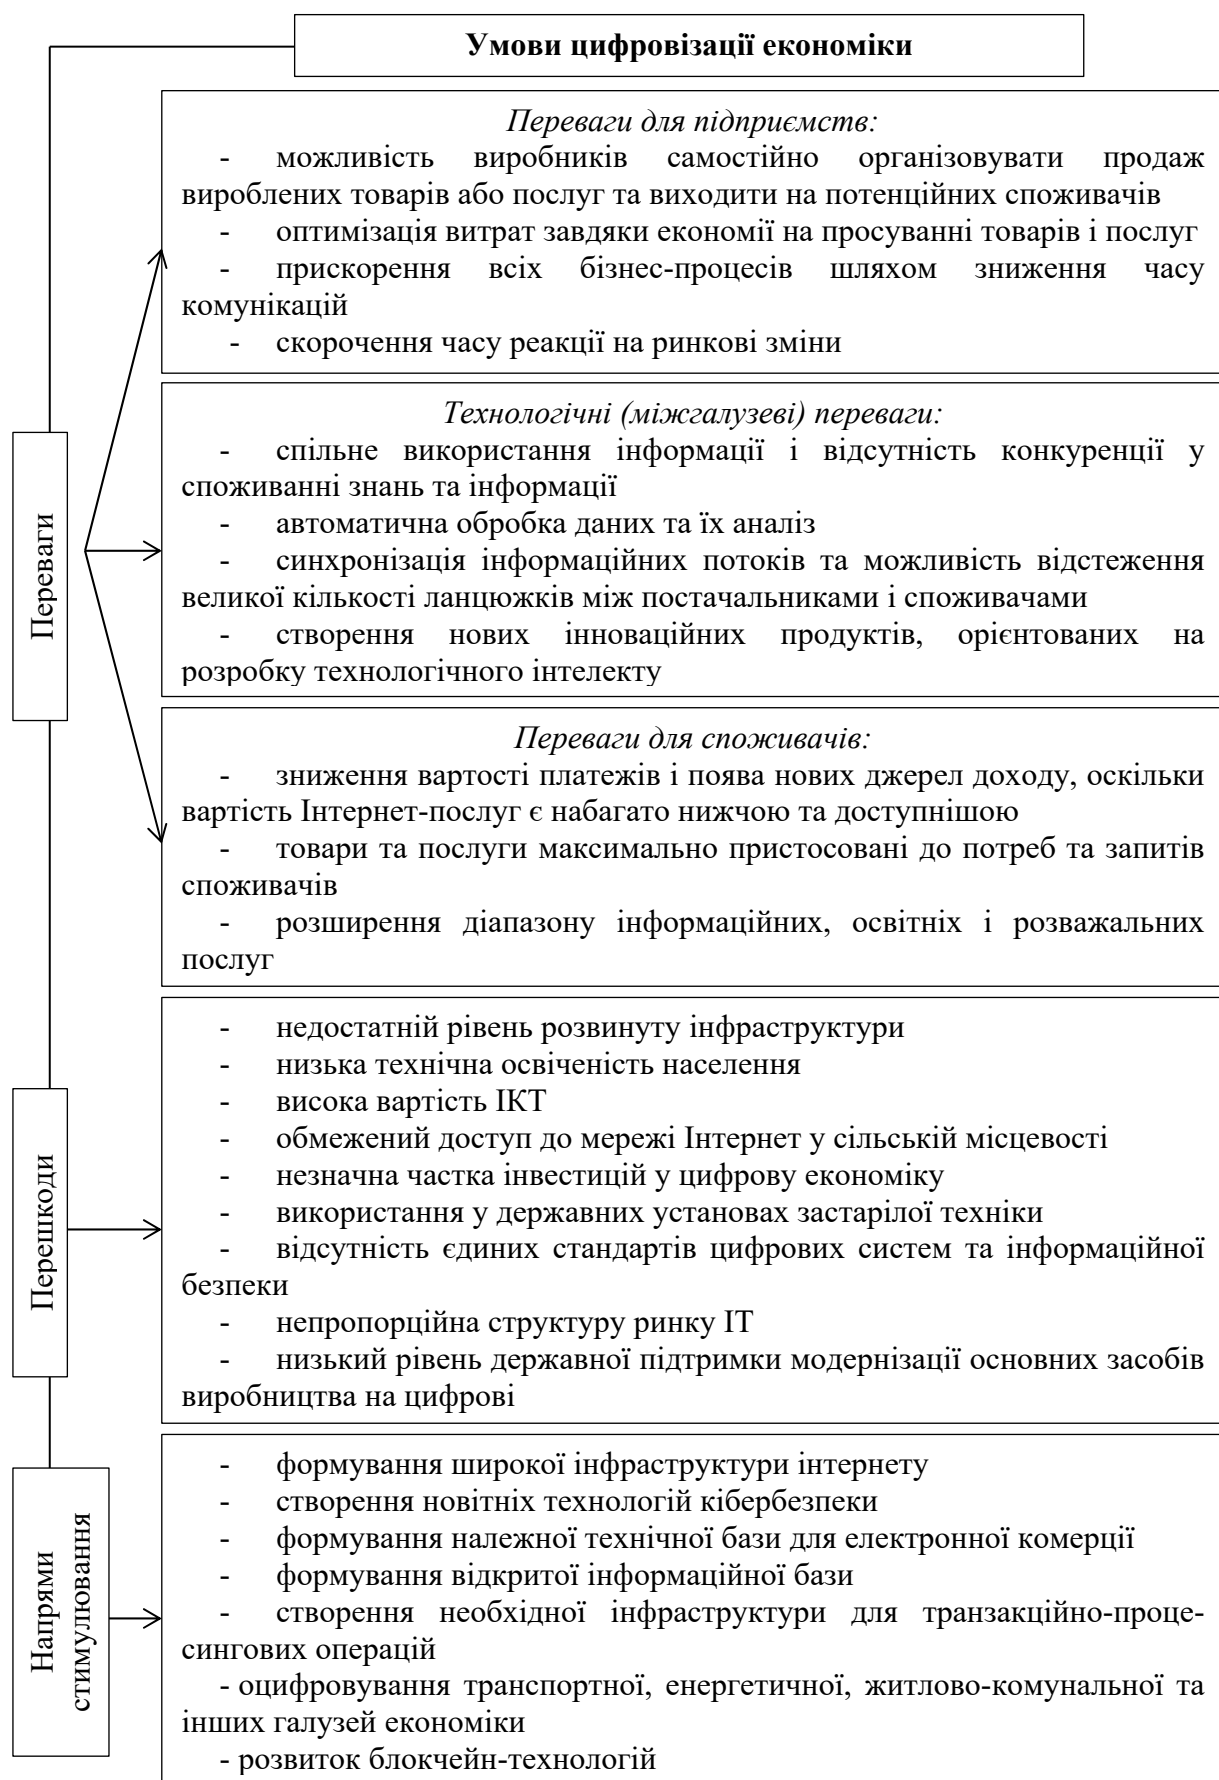 Умови цифровізації економіки
Переваги для підприємств:
- можливість виробників самостійно організовувати продаж
вироблених товарів або послуг та виходити на потенційних споживачів
- оптимізація витрат завдяки економії на просуванні товарів і послуг
- прискорення всіх бізнес-процесів шляхом зниження часу
комунікацій
- скорочення часу реакції на ринкові зміни
Переваги
Технологічні (міжгалузеві) переваги:
- спільне використання інформації і відсутність конкуренції у
споживанні знань та інформації
- автоматична обробка даних та їх аналіз
- синхронізація інформаційних потоків та можливість відстеження
великої кількості ланцюжків між постачальниками і споживачами
- створення нових інноваційних продуктів, орієнтованих на
розробку технологічного інтелекту
Переваги для споживачів:
- зниження вартості платежів і поява нових джерел доходу, оскільки
вартість Інтернет-послуг є набагато нижчою та доступнішою
- товари та послуги максимально пристосовані до потреб та запитів
споживачів
- розширення діапазону інформаційних, освітніх і розважальних
послуг
Перешкоди
- недостатній рівень розвинуту інфраструктури
- низька технічна освіченість населення
- висока вартість ІКТ
- обмежений доступ до мережі Інтернет у сільській місцевості
- незначна частка інвестицій у цифрову економіку
- використання у державних установах застарілої техніки
- відсутність єдиних стандартів цифрових систем та інформаційної
безпеки
- непропорційна структуру ринку ІТ
- низький рівень державної підтримки модернізації основних засобів
виробництва на цифрові
Напрями
стимулювання
- формування широкої інфраструктури інтернету
- створення новітніх технологій кібербезпеки
- формування належної технічної бази для електронної комерції
- формування відкритої інформаційної бази
- створення необхідної інфраструктури для транзакційно-проце-
сингових операцій
- оцифровування транспортної, енергетичної, житлово-комунальної та
інших галузей економіки
- розвиток блокчейн-технологій